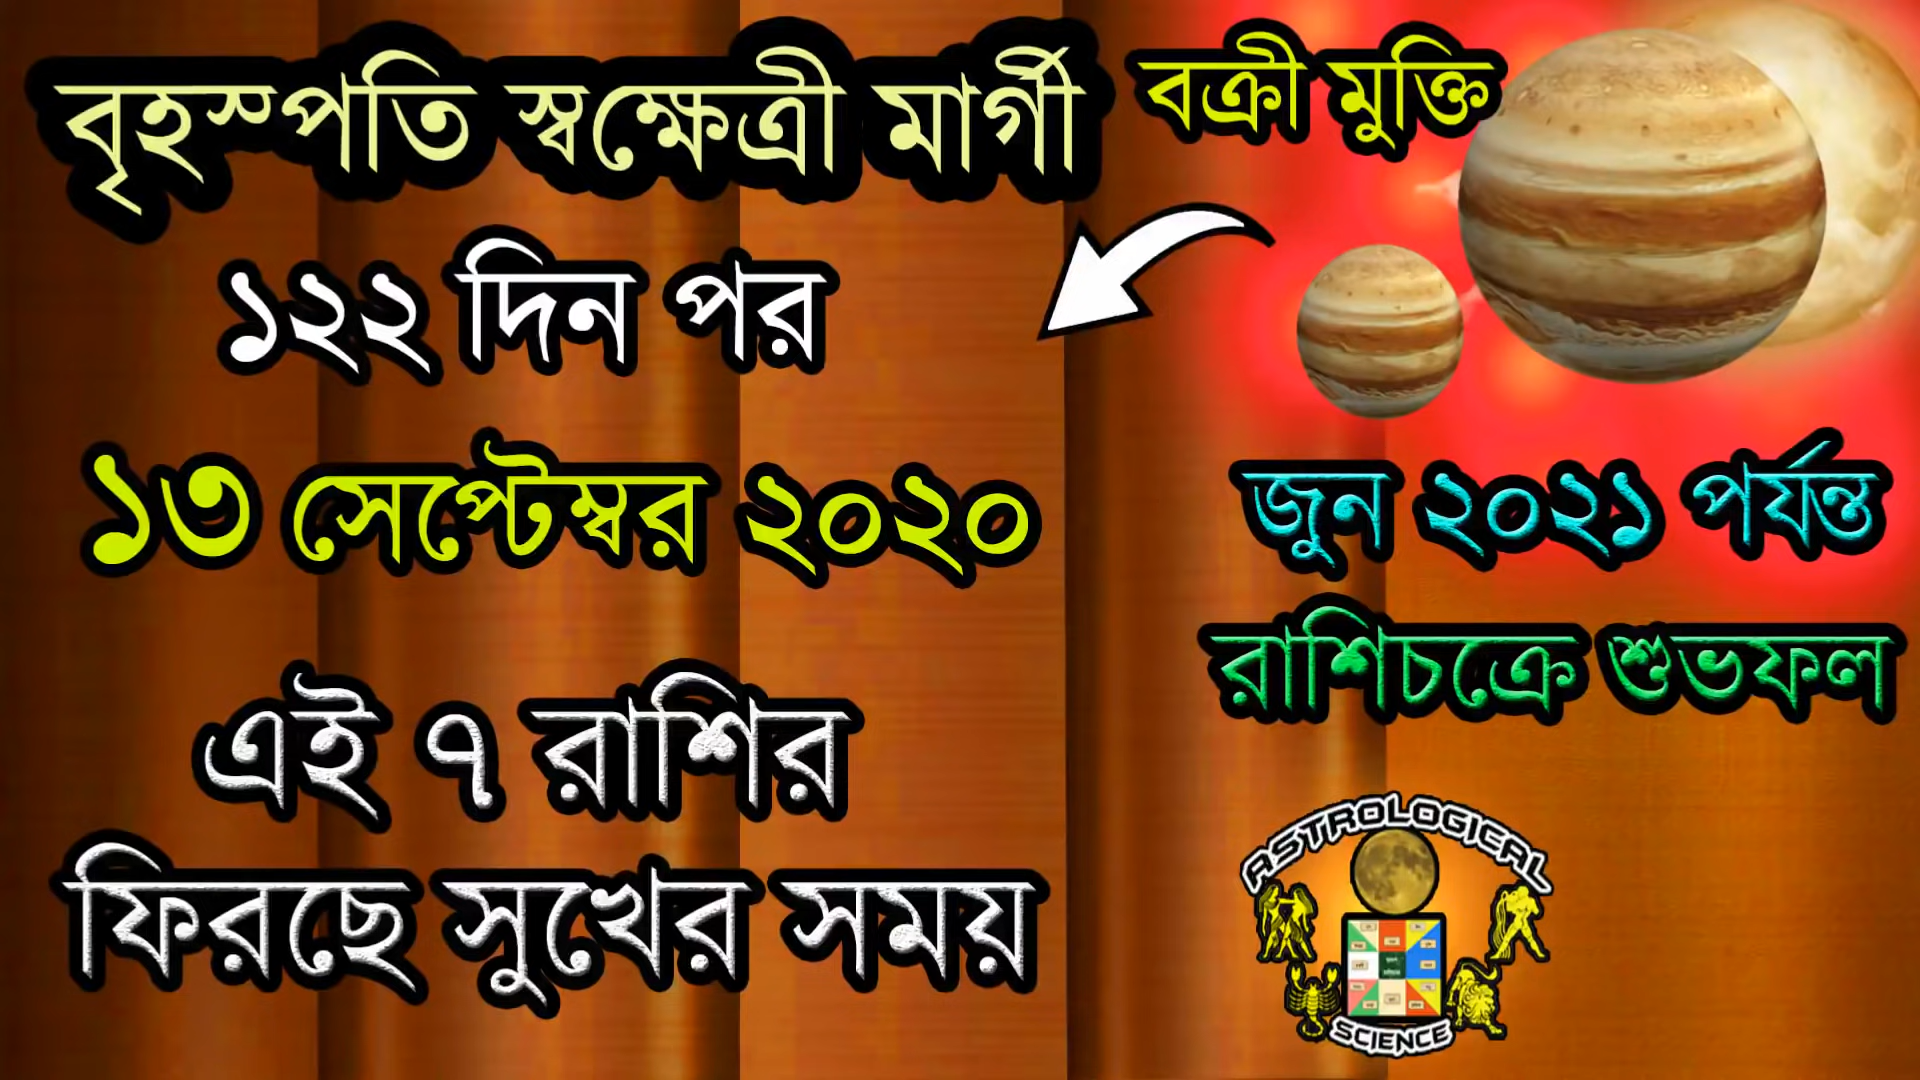 বৃহস্পতি স্বক্ষেত্রী মার্গী
বক্রী মুক্তি
১২২ দিন পর
১৩ সেপ্টেম্বর ২০২০
জুন ২০২১ পর্যন্ত
রাশিচক্রে শুভফল
এই ৭ রাশির
ফিরছে সুখের সময়
ASTROLOGICAL
SCIENCE